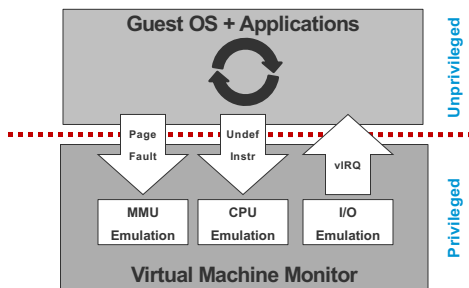 Guest OS + Applications
Unprivileged
Page
Fault
Undef
Instr
vIRQ
MMU
Emulation
CPU
Emulation
I/O
Emulation
Privileged
Virtual Machine Monitor